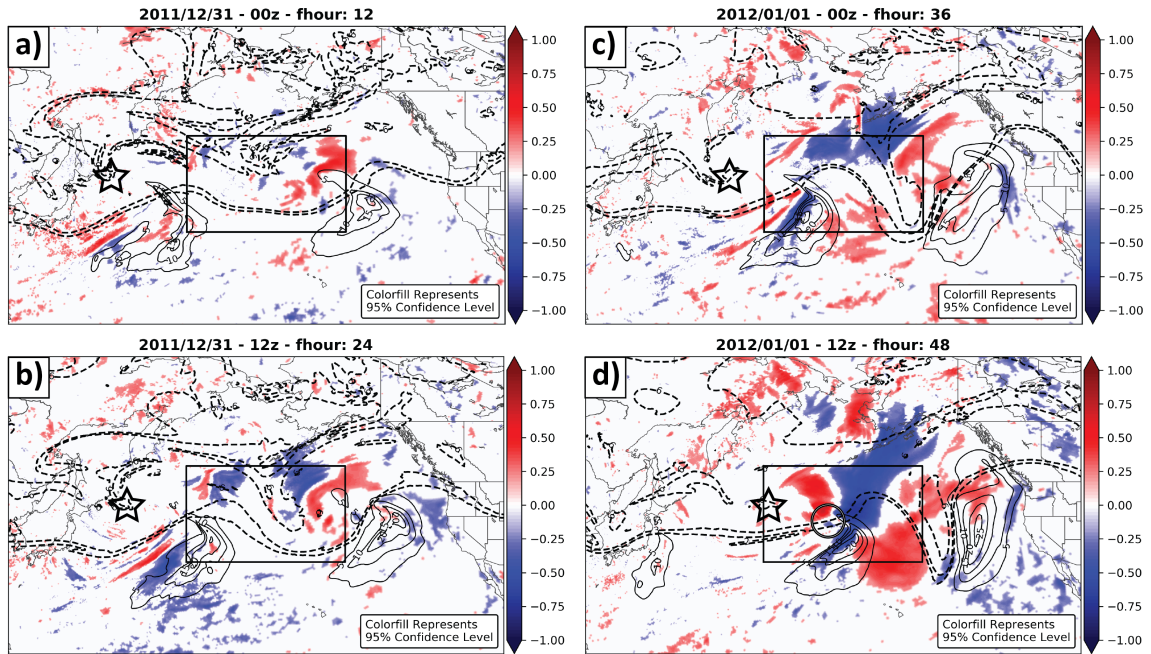 2011/12/31 - 00z - fhour: 12
a)
1.00
0.75
0.50
0.25
0.00
−0.25
−0.50
−0.75
−1.00
Colorfill Represents
95% Confidence Level
2012/01/01 - 00z - fhour: 36
c)
1.00
0.75
0.50
0.25
0.00
−0.25
−0.50
−0.75
−1.00
Colorfill Represents
95% Confidence Level
2011/12/31 - 12z - fhour: 24
b)
1.00
0.75
0.50
0.25
0.00
−0.25
−0.50
−0.75
−1.00
Colorfill Represents
95% Confidence Level
2012/01/01 - 12z - fhour: 48
d)
1.00
0.75
0.50
0.25
0.00
−0.25
−0.50
−0.75
−1.00
Colorfill Represents
95% Confidence Level